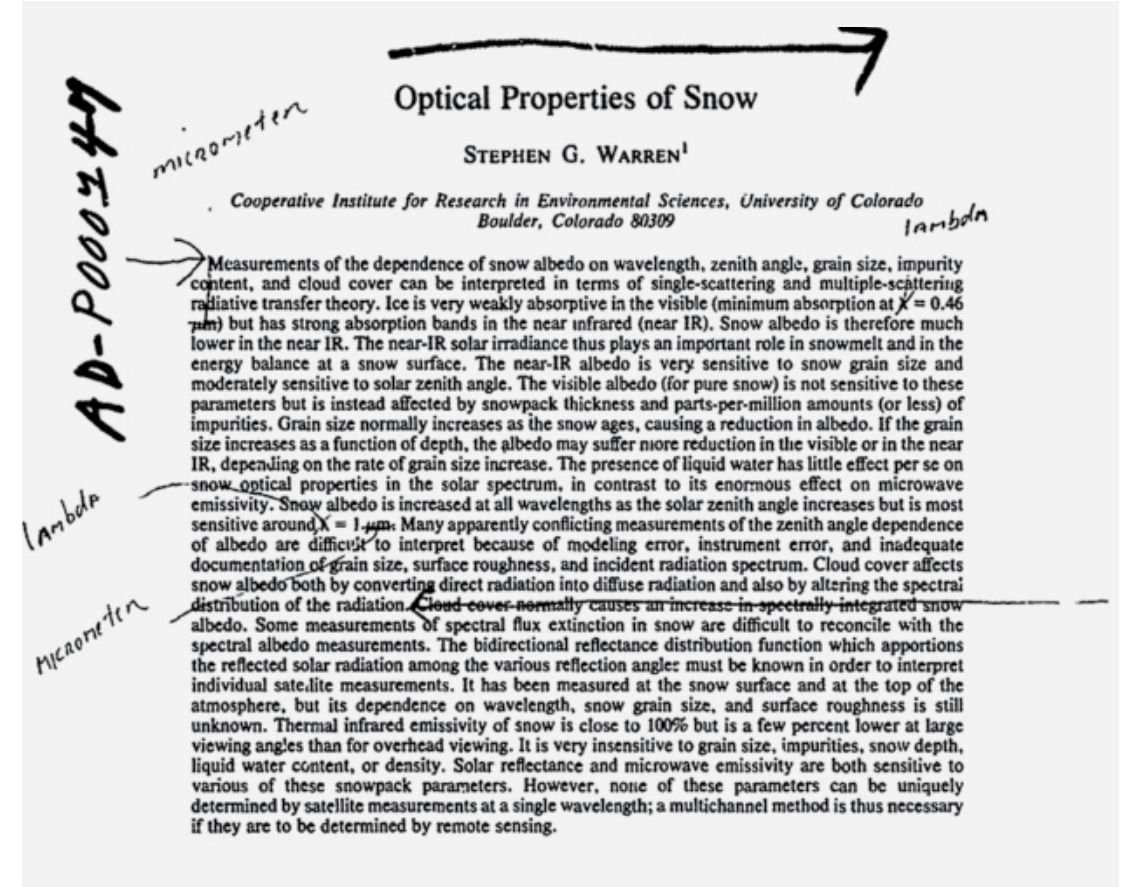 Optical Properties of Snow
AD-P000147
micrometer
STEPHEN G. WARREN¹
Cooperative Institute for Research in Environmental Sciences, University of Colorado
Boulder, Colorado 80309
lambda
Measurements of the dependence of snow albedo on wavelength, zenith angle, grain size, impurity
content, and cloud cover can be interpreted in terms of single-scattering and multiple-scattering
radiative transfer theory. Ice is very weakly absorptive in the visible (minimum absorption at λ = 0.46
μm) but has strong absorption bands in the near infrared (near IR). Snow albedo is therefore much
lower in the near IR. The near-IR solar irradiance thus plays an important role in snowmelt and in the
energy balance at a snow surface. The near-IR albedo is very sensitive to snow grain size and
moderately sensitive to solar zenith angle. The visible albedo (for pure snow) is not sensitive to these
parameters but is instead affected by snowpack thickness and parts-per-million amounts (or less) of
impurities. Grain size normally increases as the snow ages, causing a reduction in albedo. If the grain
size increases as a function of depth, the albedo may suffer more reduction in the visible or in the near
IR, depending on the rate of grain size increase. The presence of liquid water has little effect per se on
snow optical properties in the solar spectrum, in contrast to its enormous effect on microwave
emissivity. Snow albedo is increased at all wavelengths as the solar zenith angle increases but is most
lambda
sensitive around λ = 1 μm. Many apparently conflicting measurements of the zenith angle dependence
of albedo are difficult to interpret because of modeling error, instrument error, and inadequate
documentation of grain size, surface roughness, and incident radiation spectrum. Cloud cover affects
snow albedo both by converting direct radiation into diffuse radiation and also by altering the spectral
distribution of the radiation. Cloud cover normally causes an increase in spectrally integrated snow
micrometer
albedo. Some measurements of spectral flux extinction in snow are difficult to reconcile with the
spectral albedo measurements. The bidirectional reflectance distribution function which apportions
the reflected solar radiation among the various reflection angles must be known in order to interpret
individual satellite measurements. It has been measured at the snow surface and at the top of the
atmosphere, but its dependence on wavelength, snow grain size, and surface roughness is still
unknown. Thermal infrared emissivity of snow is close to 100% but is a few percent lower at large
viewing angles than for overhead viewing. It is very insensitive to grain size, impurities, snow depth,
liquid water content, or density. Solar reflectance and microwave emissivity are both sensitive to
various of these snowpack parameters. However, none of these parameters can be uniquely
determined by satellite measurements at a single wavelength; a multichannel method is thus necessary
if they are to be determined by remote sensing.